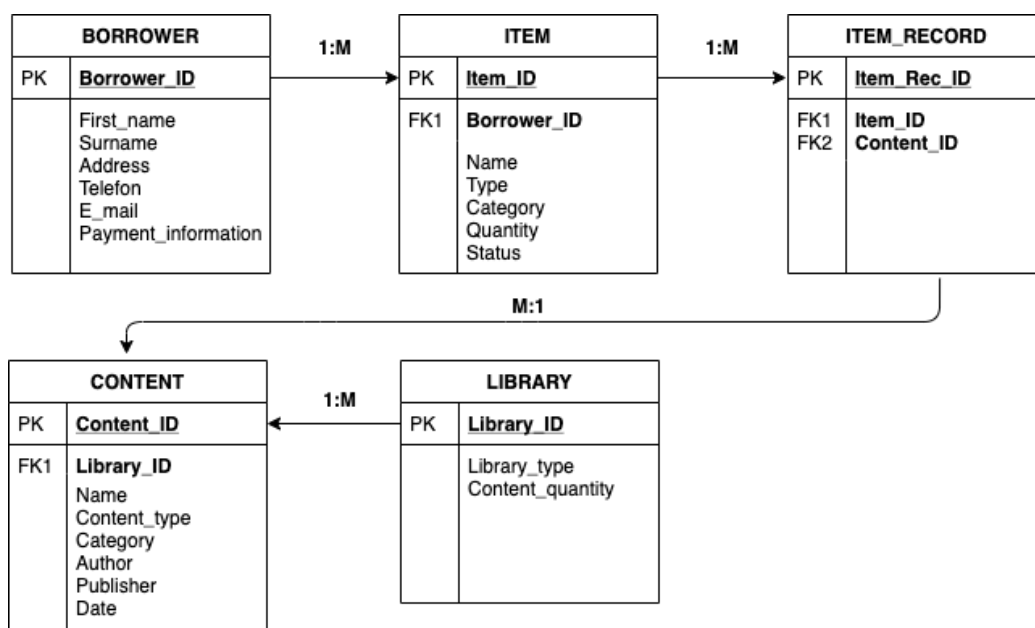 BORROWER
PK Borrower_ID
First_name
Surname
Address
Telefon
E_mail
Payment_information
1:M
ITEM
PK Item_ID
FK1 Borrower_ID
Name
Type
Category
Quantity
Status
1:M
ITEM_RECORD
PK Item_Rec_ID
FK1 Item_ID
FK2 Content_ID
M:1
CONTENT
PK Content_ID
FK1 Library_ID
Name
Content_type
Category
Author
Publisher
Date
1:M
LIBRARY
PK Library_ID
Library_type
Content_quantity